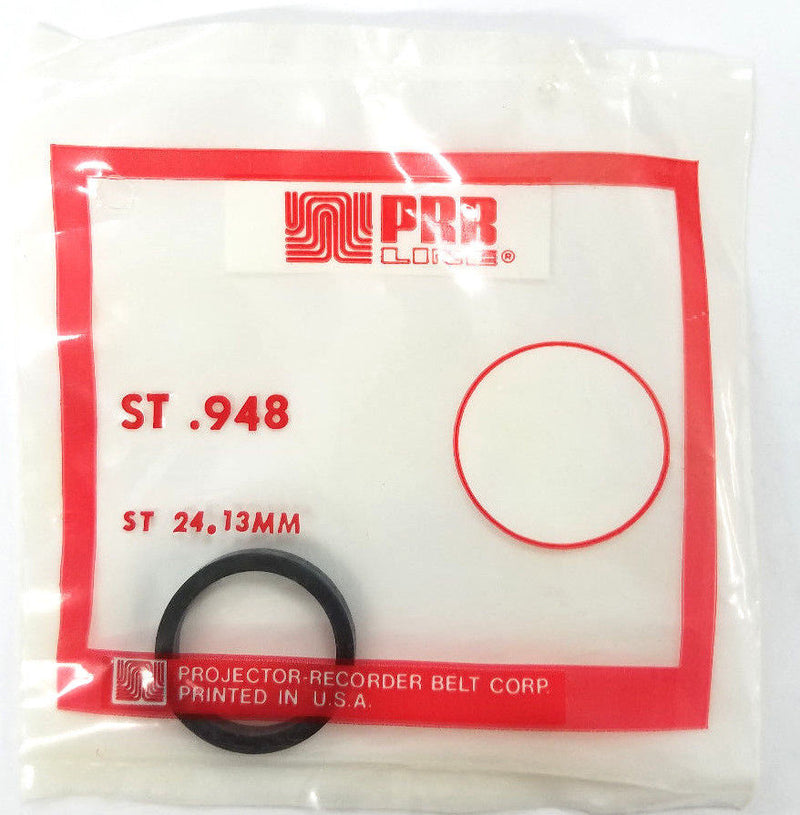 PRB
LINE®
ST .948
ST 24.13MM
PROJECTOR-RECORDER BELT CORP.
PRINTED IN U.S.A.